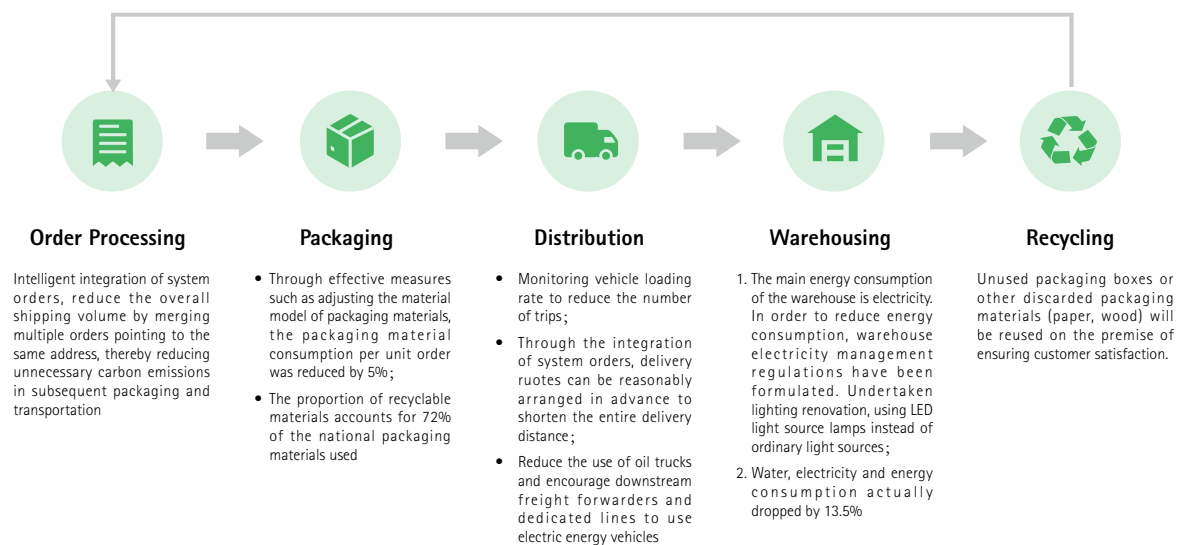 Order Processing
Intelligent integration of system
orders, reduce the overall
shipping volume by merging
multiple orders pointing to the
same address, thereby reducing
unnecessary carbon emissions
in subsequent packaging and
transportation
Packaging
• Through effective measures
such as adjusting the material
model of packaging materials,
the packaging material
consumption per unit order
was reduced by 5%;
• The proportion of recyclable
materials accounts for 72%
of the national packaging
materials used
Distribution
• Monitoring vehicle loading
rate to reduce the number
of trips;
• Through the integration
of system orders, delivery
ruotes can be reasonably
arranged in advance to
shorten the entire delivery
distance;
• Reduce the use of oil trucks
and encourage downstream
freight forwarders and
dedicated lines to use
electric energy vehicles
Warehousing
1. The main energy consumption
of the warehouse is electricity.
In order to reduce energy
consumption, warehouse
electricity management
regulations have been
formulated. Undertaken
lighting renovation, using LED
light source lamps instead of
ordinary light sources;
2. Water, electricity and energy
consumption actually
dropped by 13.5%
Recycling
Unused packaging boxes or
other discarded packaging
materials (paper, wood) will
be reused on the premise of
ensuring customer satisfaction.